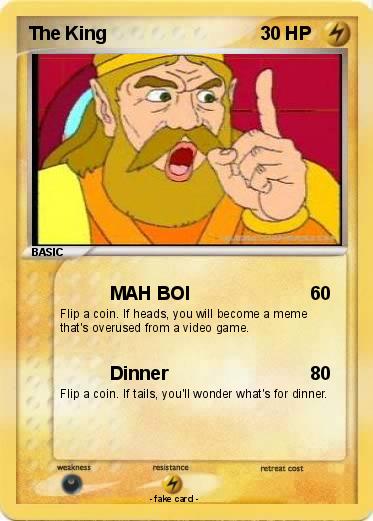 The King 30 HP
BASIC
MAH BOI 60
Flip a coin. If heads, you will become a meme
that's overused from a video game.
Dinner 80
Flip a coin. If tails, you'll wonder what's for dinner.
weakness resistance retreat cost
- fake card -